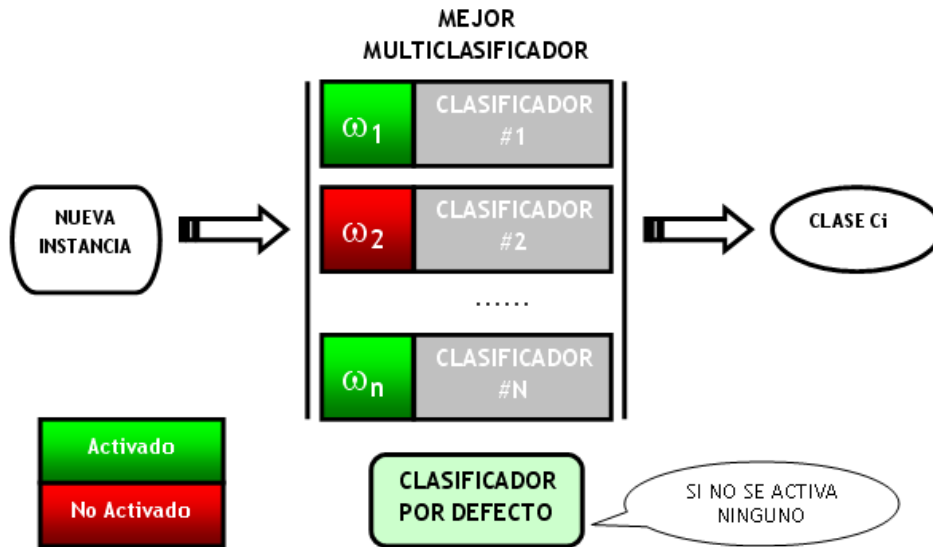 MEJOR
MULTICLASIFICADOR
ω1
CLASIFICADOR
#1
NUEVA
INSTANCIA
ω2
CLASIFICADOR
#2
CLASE Ci
......
ωn
CLASIFICADOR
#N
Activado
No Activado
CLASIFICADOR
POR DEFECTO
SI NO SE ACTIVA
NINGUNO